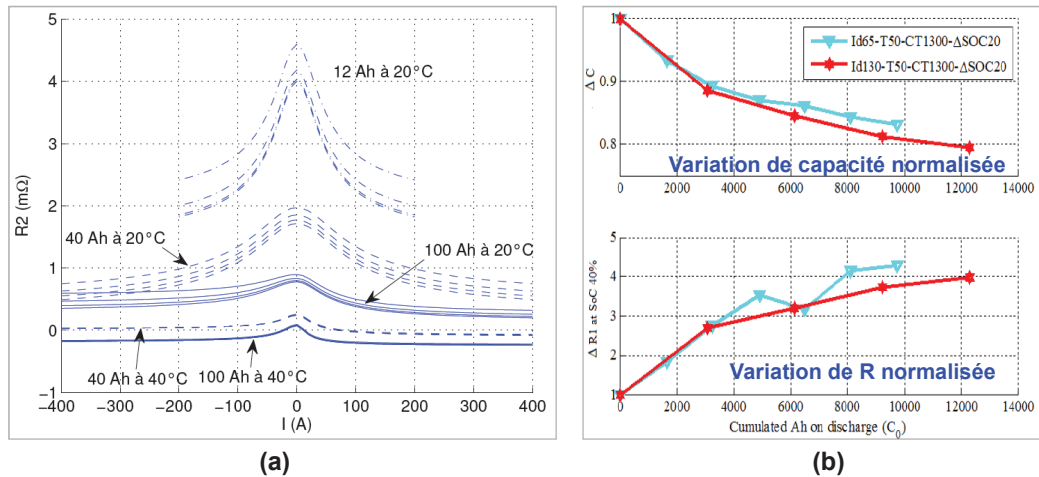 5
4
3
2
1
0
−1
R2 (mΩ)
12 Ah à 20°C
40 Ah à 20°C
100 Ah à 20°C
40 Ah à 40°C
100 Ah à 40°C
−400 −300 −200 −100 0 100 200 300 400
I (A)
(a)
1
0.9
0.8
Δ C
Id65-T50-CT1300-ΔSOC20
Id130-T50-CT1300-ΔSOC20
Variation de capacité normalisée
0 2000 4000 6000 8000 10000 12000 14000
5
4
3
2
1
Δ R1 at SoC 40%
Variation de R normalisée
0 2000 4000 6000 8000 10000 12000 14000
Cumulated Ah on discharge (C0)
(b)